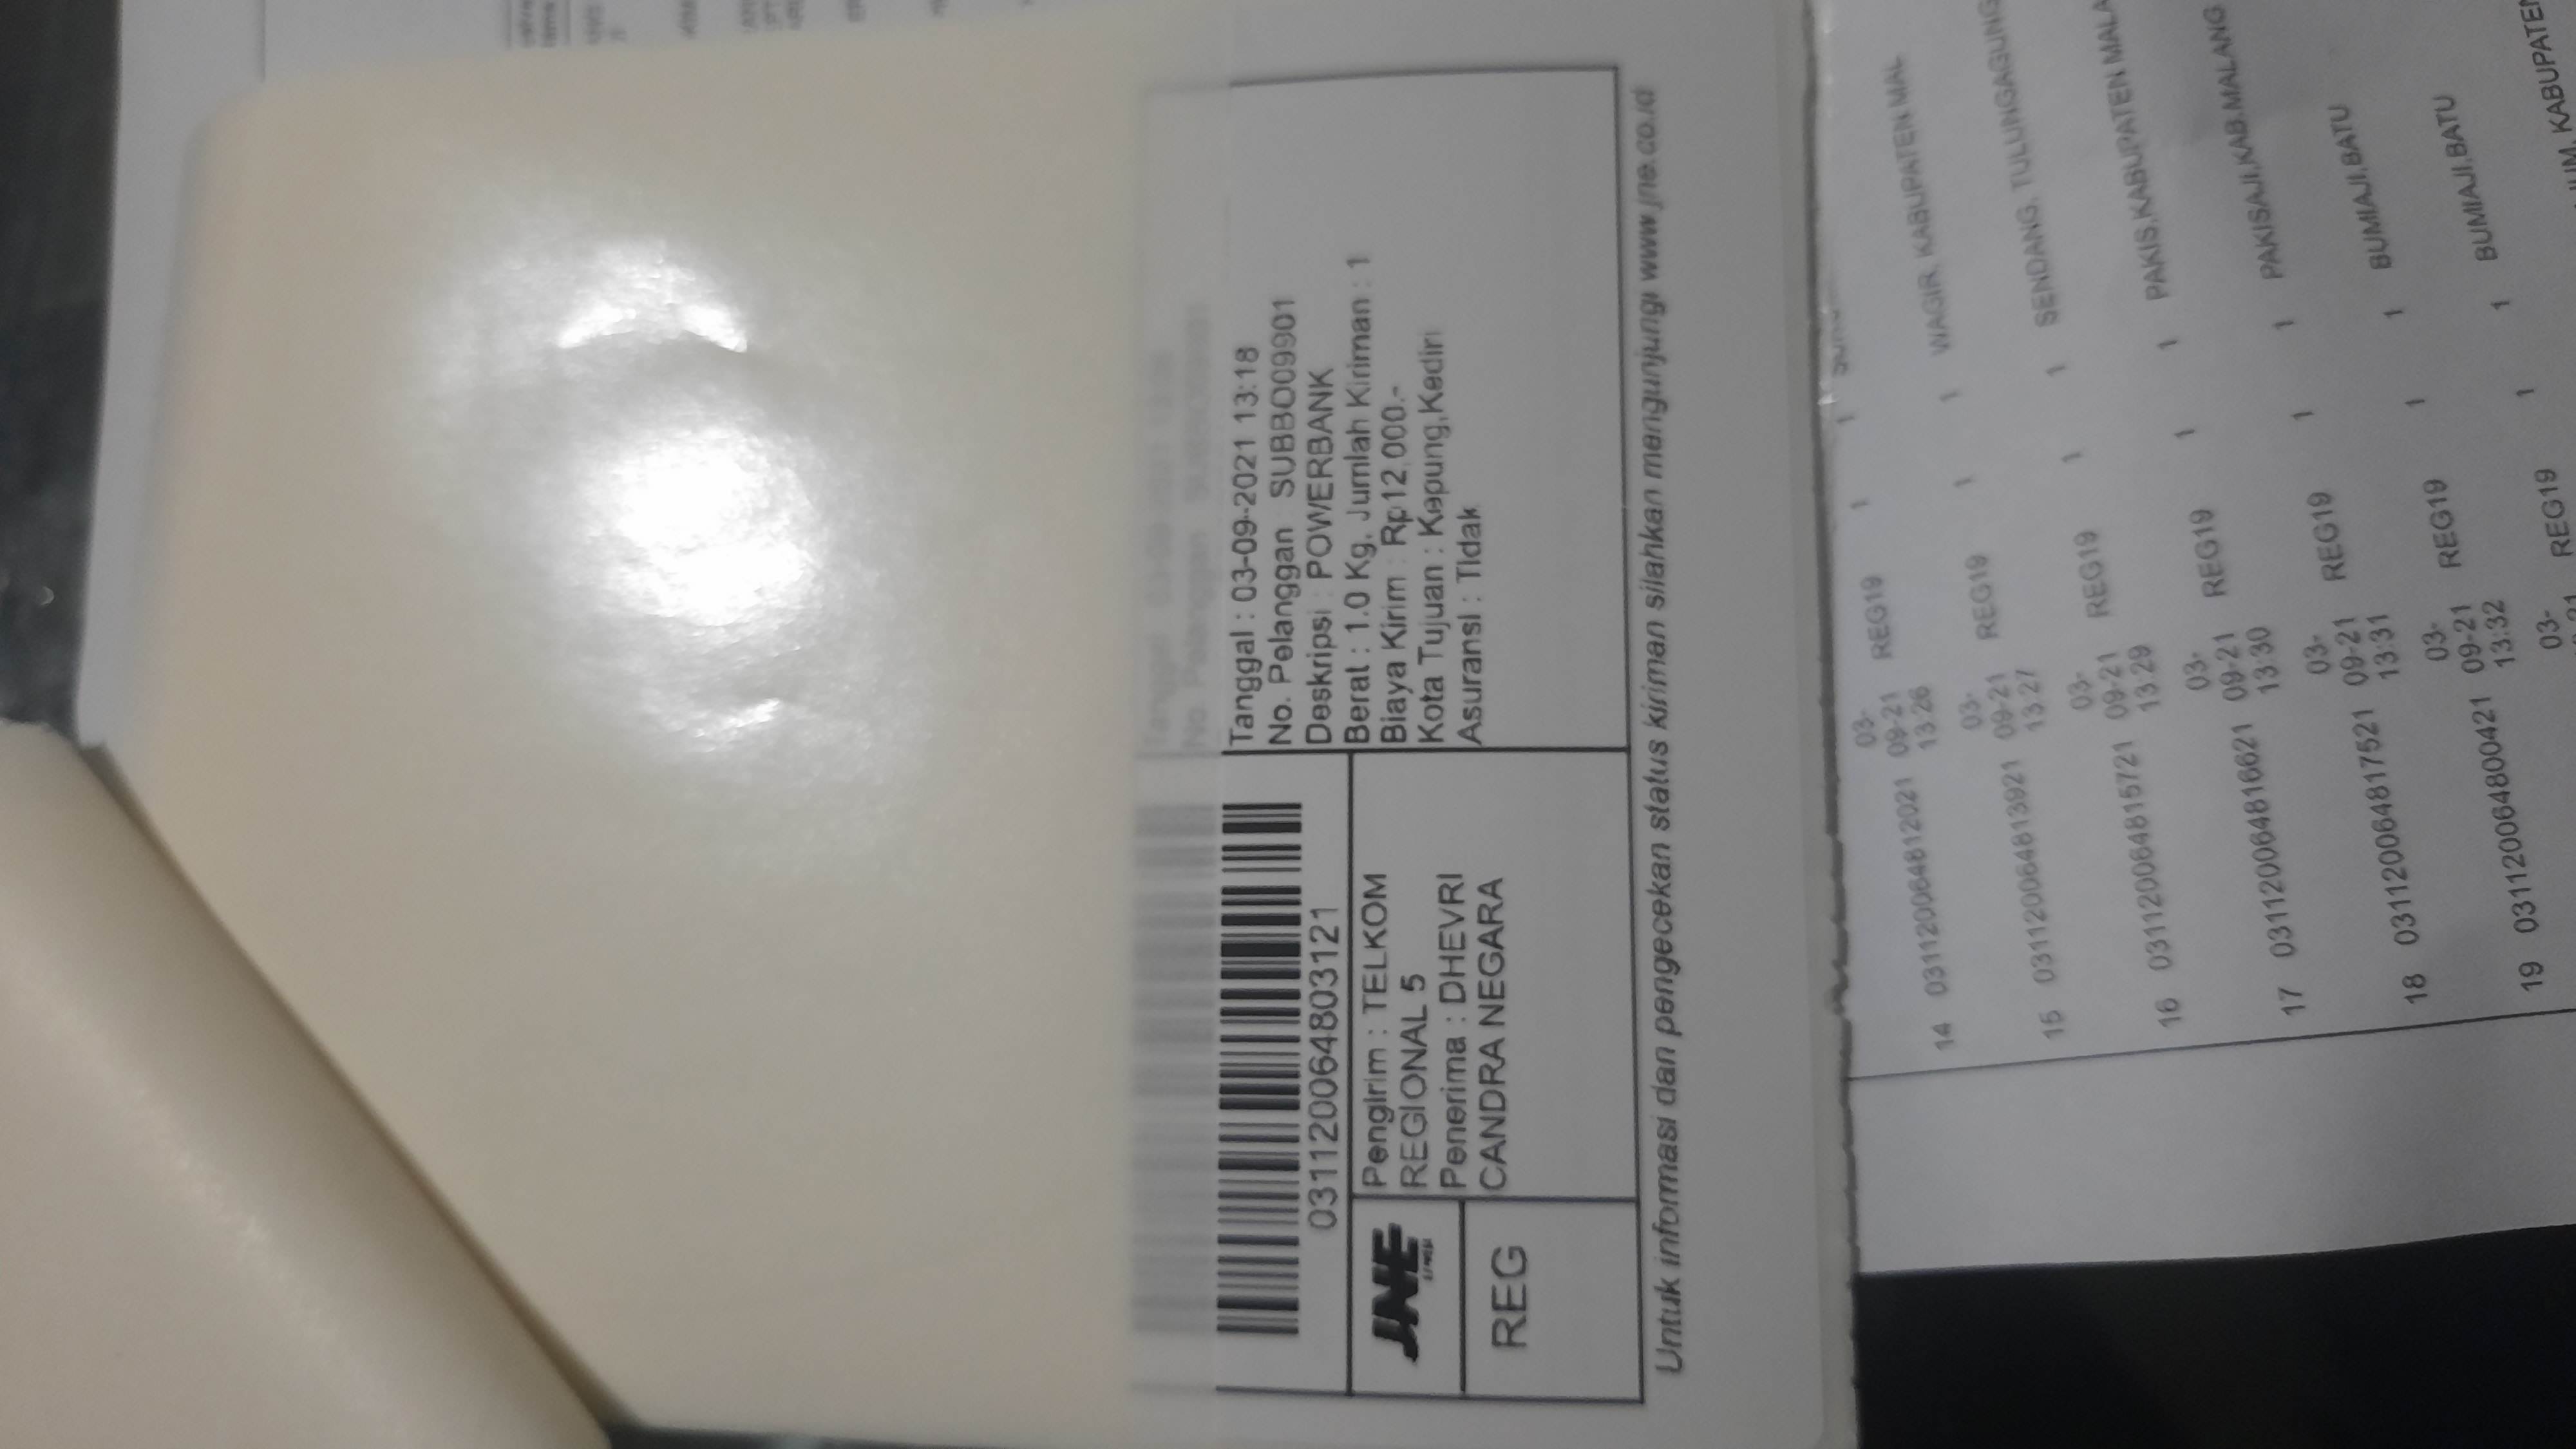 Tanggal : 03-09-2021 13:18
No. Pelanggan SUBBO09901
Deskripsi : POWERBANK
Berat : 1.0 Kg, Jumlah Kiriman : 1
Biaya Kirim : Rp12,000.-
Kota Tujuan : Kepung,Kediri
Asuransi : Tidak
031120064803121
JNE
REG
Pengirim : TELKOM
REGIONAL 5
Penerima : DHEVRI
CANDRA NEGARA
Untuk informasi dan pengecekan status kiriman silahkan mengunjungi www.jne.co.id
14 031120064812021 03-09-21 13:26 REG19 1 1
WAGIR, KABUPATEN MAL
15 031120064813921 03-09-21 13:27 REG19 1 1
SENDANG, TULUNGAGUNG
16 031120064815721 03-09-21 13:29 REG19 1 1
PAKIS,KABUPATEN MALA
17 031120064816621 03-09-21 13:30 REG19 1 1
PAKISAJI,KAB.MALANG
18 031120064817521 03-09-21 13:31 REG19 1 1
BUMIAJI,BATU
19 031120064800421 03-09-21 13:32 REG19 1 1
BUMIAJI,BATU
03-
REG19 1 1
KABUPATEN